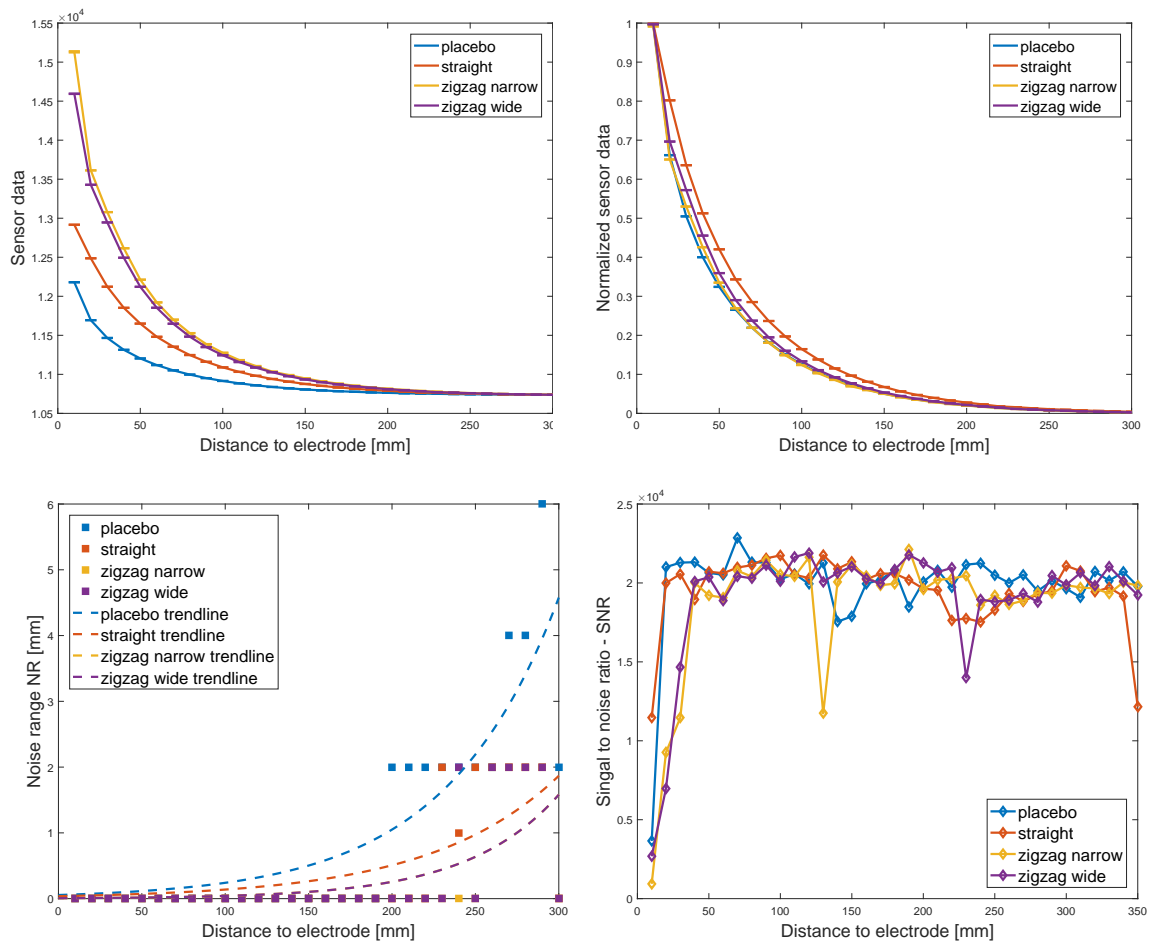 ×10⁴
1.55
1.5
1.45
1.4
1.35
1.3
1.25
1.2
1.15
1.1
1.05
0 50 100 150 200 250 300
Sensor data
Distance to electrode [mm]
placebo
straight
zigzag narrow
zigzag wide
1
0.9
0.8
0.7
0.6
0.5
0.4
0.3
0.2
0.1
0
0 50 100 150 200 250 300
Normalized sensor data
Distance to electrode [mm]
placebo
straight
zigzag narrow
zigzag wide
6
5
4
3
2
1
0
0 50 100 150 200 250 300
Noise range NR [mm]
Distance to electrode [mm]
placebo
straight
zigzag narrow
zigzag wide
placebo trendline
straight trendline
zigzag narrow trendline
zigzag wide trendline
×10⁴
2.5
2
1.5
1
0.5
0
0 50 100 150 200 250 300 350
Singal to noise ratio - SNR
Distance to electrode [mm]
placebo
straight
zigzag narrow
zigzag wide